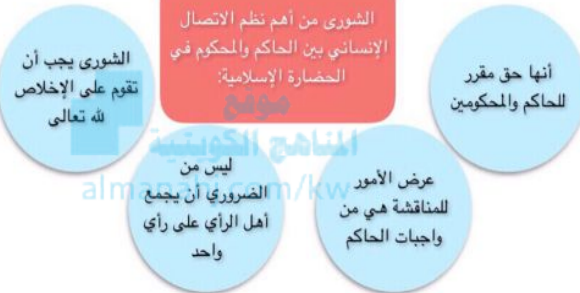 الشورى من أهم نظم الاتصال
الإنساني بين الحاكم والمحكوم في
الحضارة الإسلامية:
أنها حق مقرر
للحاكم والمحكومين
عرض الأمور
للمناقشة هي من
واجبات الحاكم
ليس من
الضروري أن يجمع
أهل الرأي على رأي
واحد
الشورى يجب أن
تقوم على الإخلاص
لله تعالى
موقع
المناهج الكويتية
almanahj.com/kw